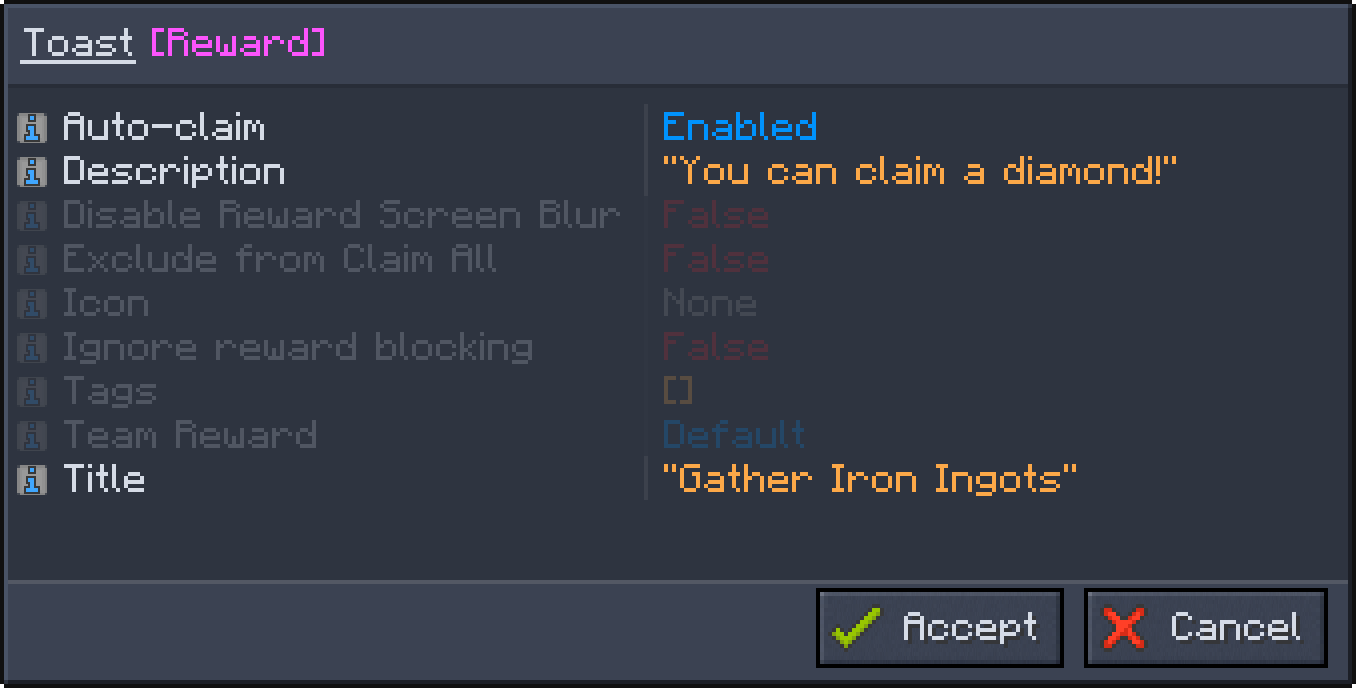 Toast [Reward]
Auto-claim Enabled
Description "You can claim a diamond!"
Disable Reward Screen Blur False
Exclude from Claim All False
Icon None
Ignore reward blocking False
Tags []
Team Reward Default
Title "Gather Iron Ingots"
Accept Cancel